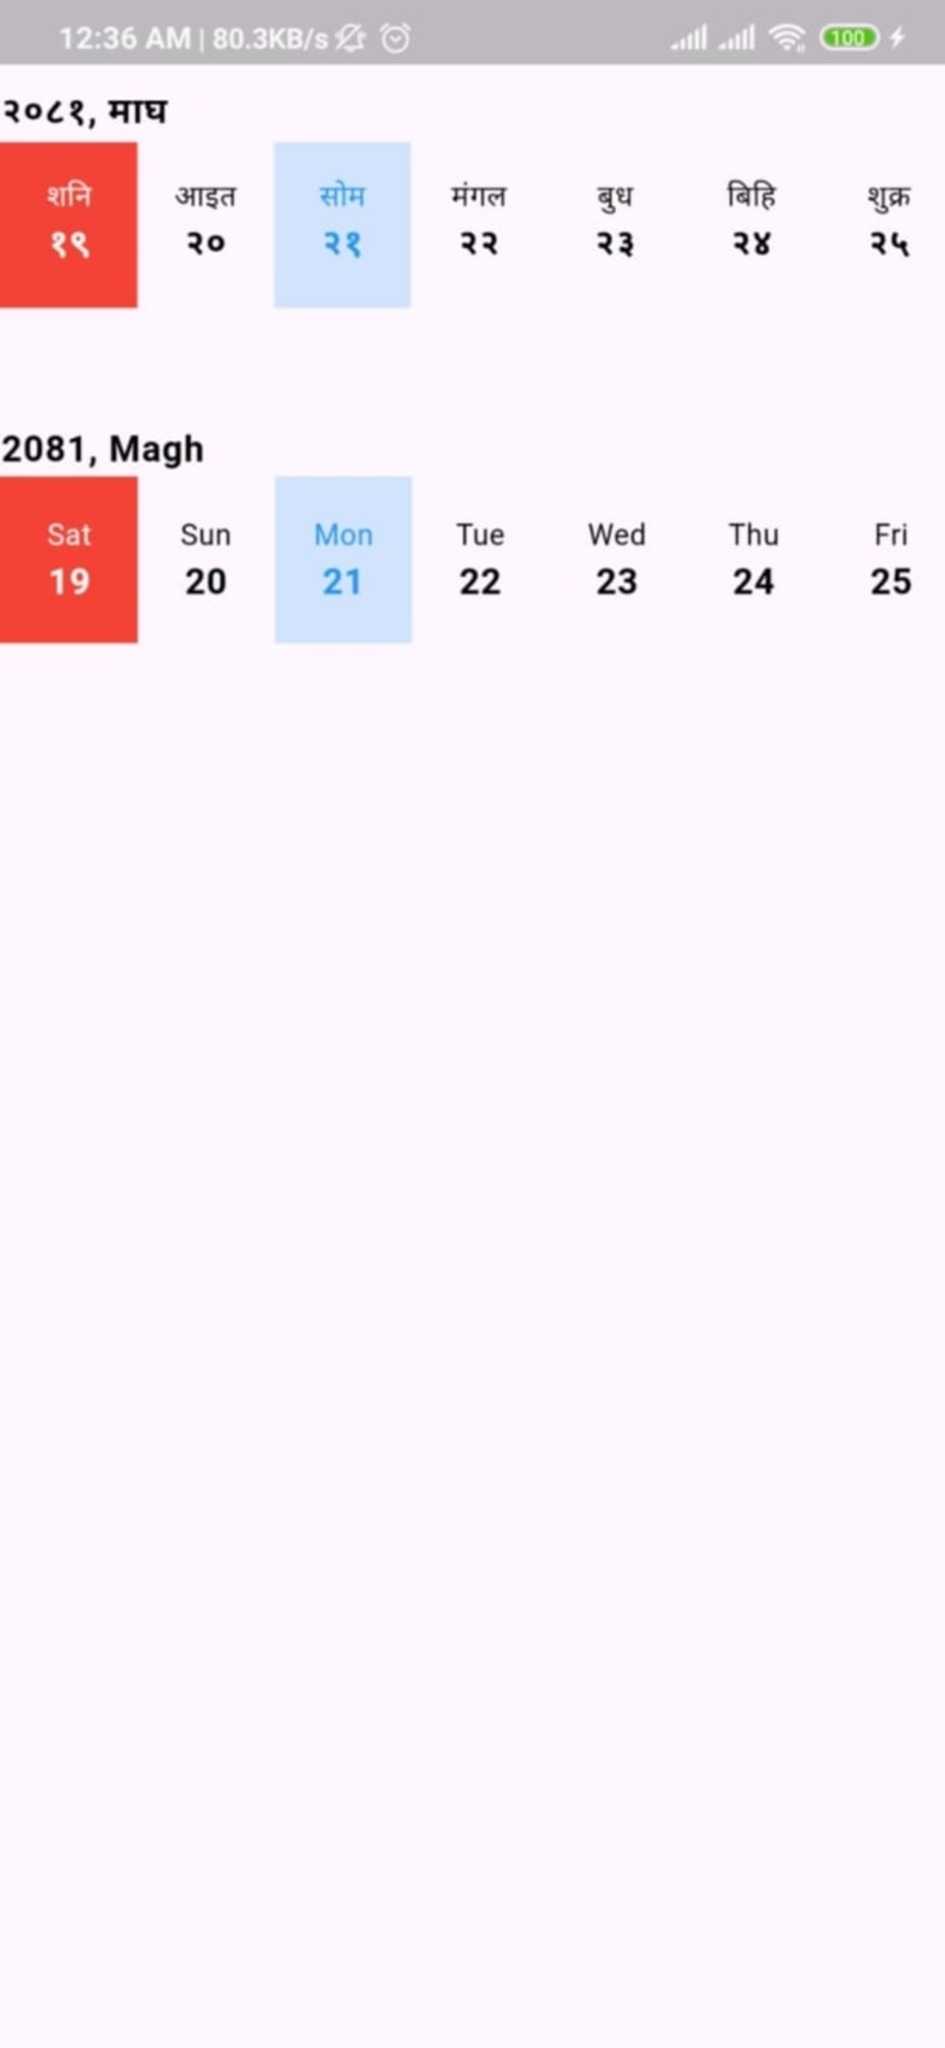 12:36 AM | 80.3KB/s 100
२०८१, माघ
शनि आइत सोम मंगल बुध बिहि शुक्र
१९ २० २१ २२ २३ २४ २५
2081, Magh
Sat Sun Mon Tue Wed Thu Fri
19 20 21 22 23 24 25